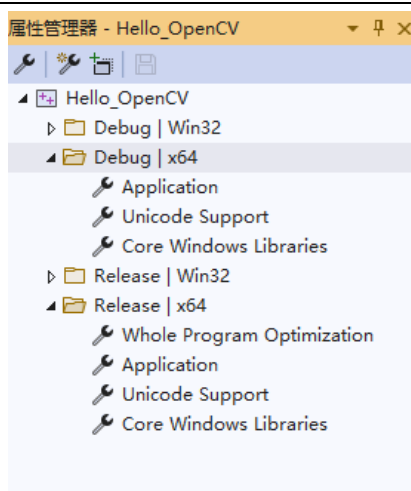 属性管理器 - Hello_OpenCV
Hello_OpenCV
Debug | Win32
Debug | x64
Application
Unicode Support
Core Windows Libraries
Release | Win32
Release | x64
Whole Program Optimization
Application
Unicode Support
Core Windows Libraries